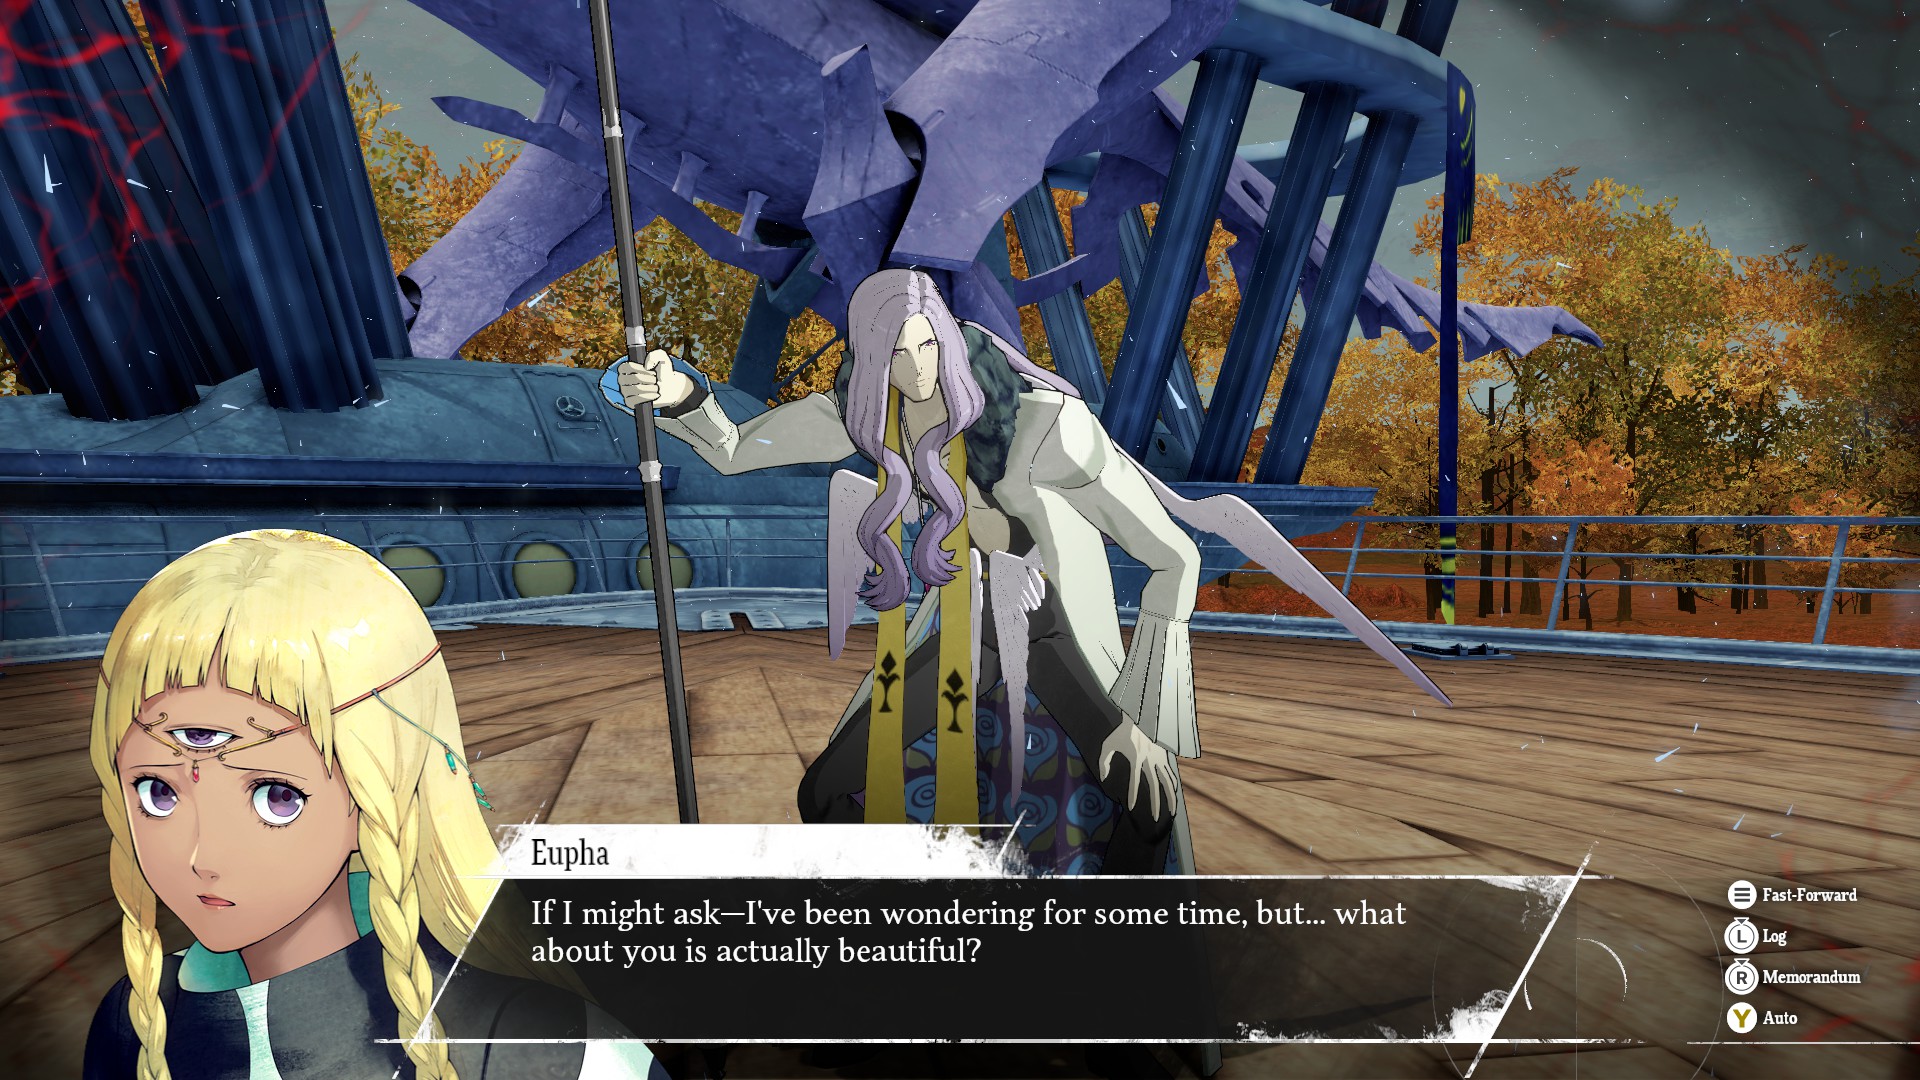 Eupha
If I might ask—I've been wondering for some time, but... what
about you is actually beautiful?
Fast-Forward
L Log
R Memorandum
Y Auto